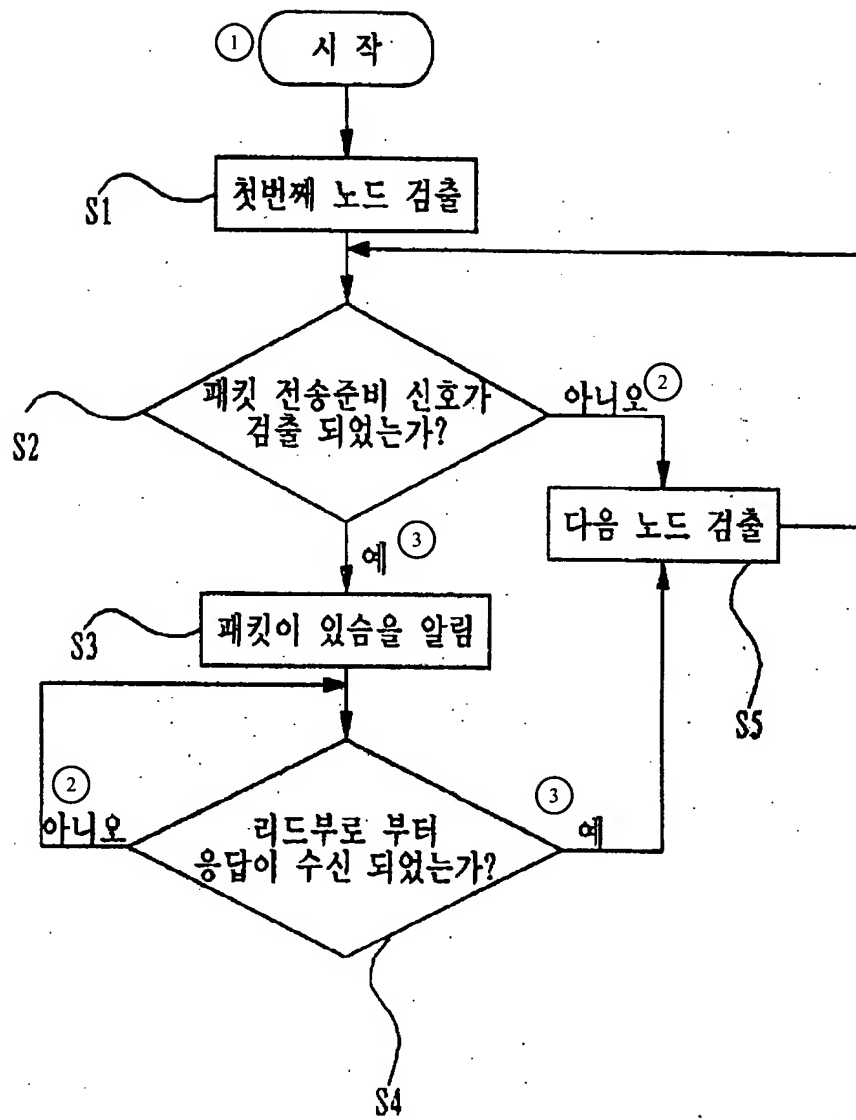 ① 시 작
S1 첫번째 노드 검출
S2 패킷 전송준비 신호가
검출 되었는가?
아니오 ②
다음 노드 검출
예 ③
S3 패킷이 있슴을 알림
S5
②
아니오
리드부로 부터
응답이 수신 되었는가?
③
예
S4